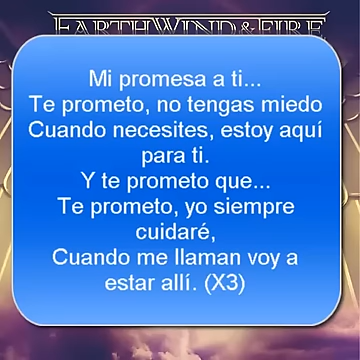 EARTH WIND & FIRE
Mi promesa a ti...
Te prometo, no tengas miedo
Cuando necesites, estoy aquí
para ti.
Y te prometo que...
Te prometo, yo siempre
cuidaré,
Cuando me llaman voy a
estar allí. (X3)